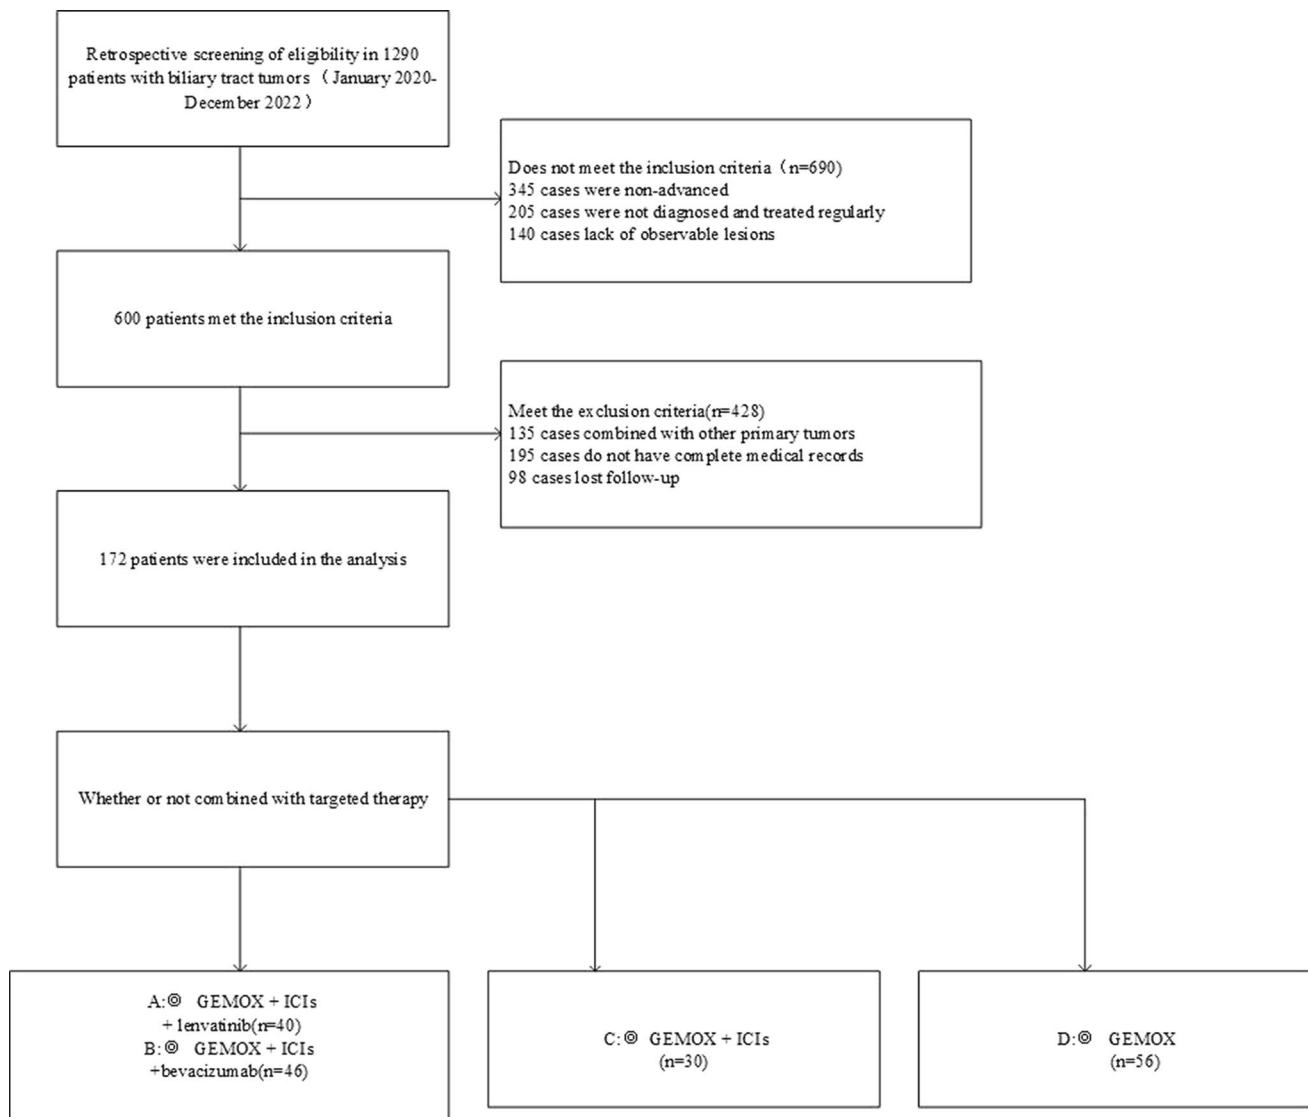 Retrospective screening of eligibility in 1290
patients with biliary tract tumors （January 2020-
December 2022）
Does not meet the inclusion criteria（n=690)
345 cases were non-advanced
205 cases were not diagnosed and treated regularly
140 cases lack of observable lesions
600 patients met the inclusion criteria
Meet the exclusion criteria(n=428)
135 cases combined with other primary tumors
195 cases do not have complete medical records
98 cases lost follow-up
172 patients were included in the analysis
Whether or not combined with targeted therapy
A:◎ GEMOX + ICIs
+ lenvatinib(n=40)
B:◎ GEMOX + ICIs
+bevacizumab(n=46)
C:◎ GEMOX + ICIs
(n=30)
D:◎ GEMOX
(n=56)